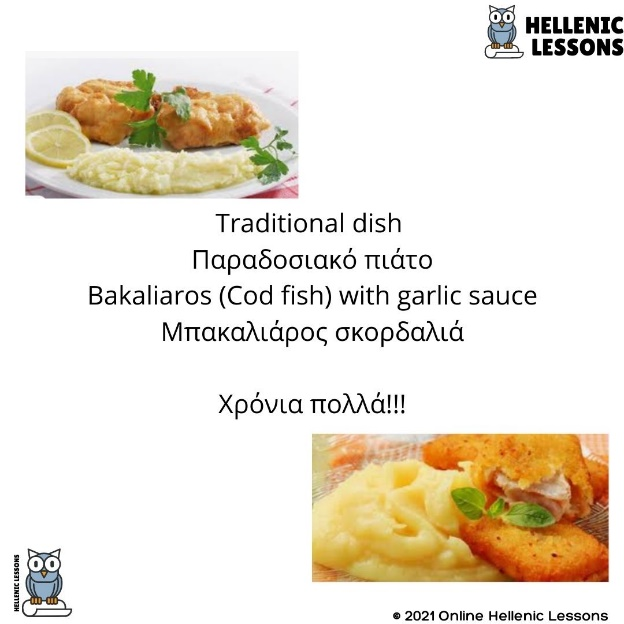 HELLENIC
LESSONS
Traditional dish
Παραδοσιακό πιάτο
Bakaliaros (Cod fish) with garlic sauce
Μπακαλιάρος σκορδαλιά
Χρόνια πολλά!!!
HELLENIC LESSONS
© 2021 Online Hellenic Lessons